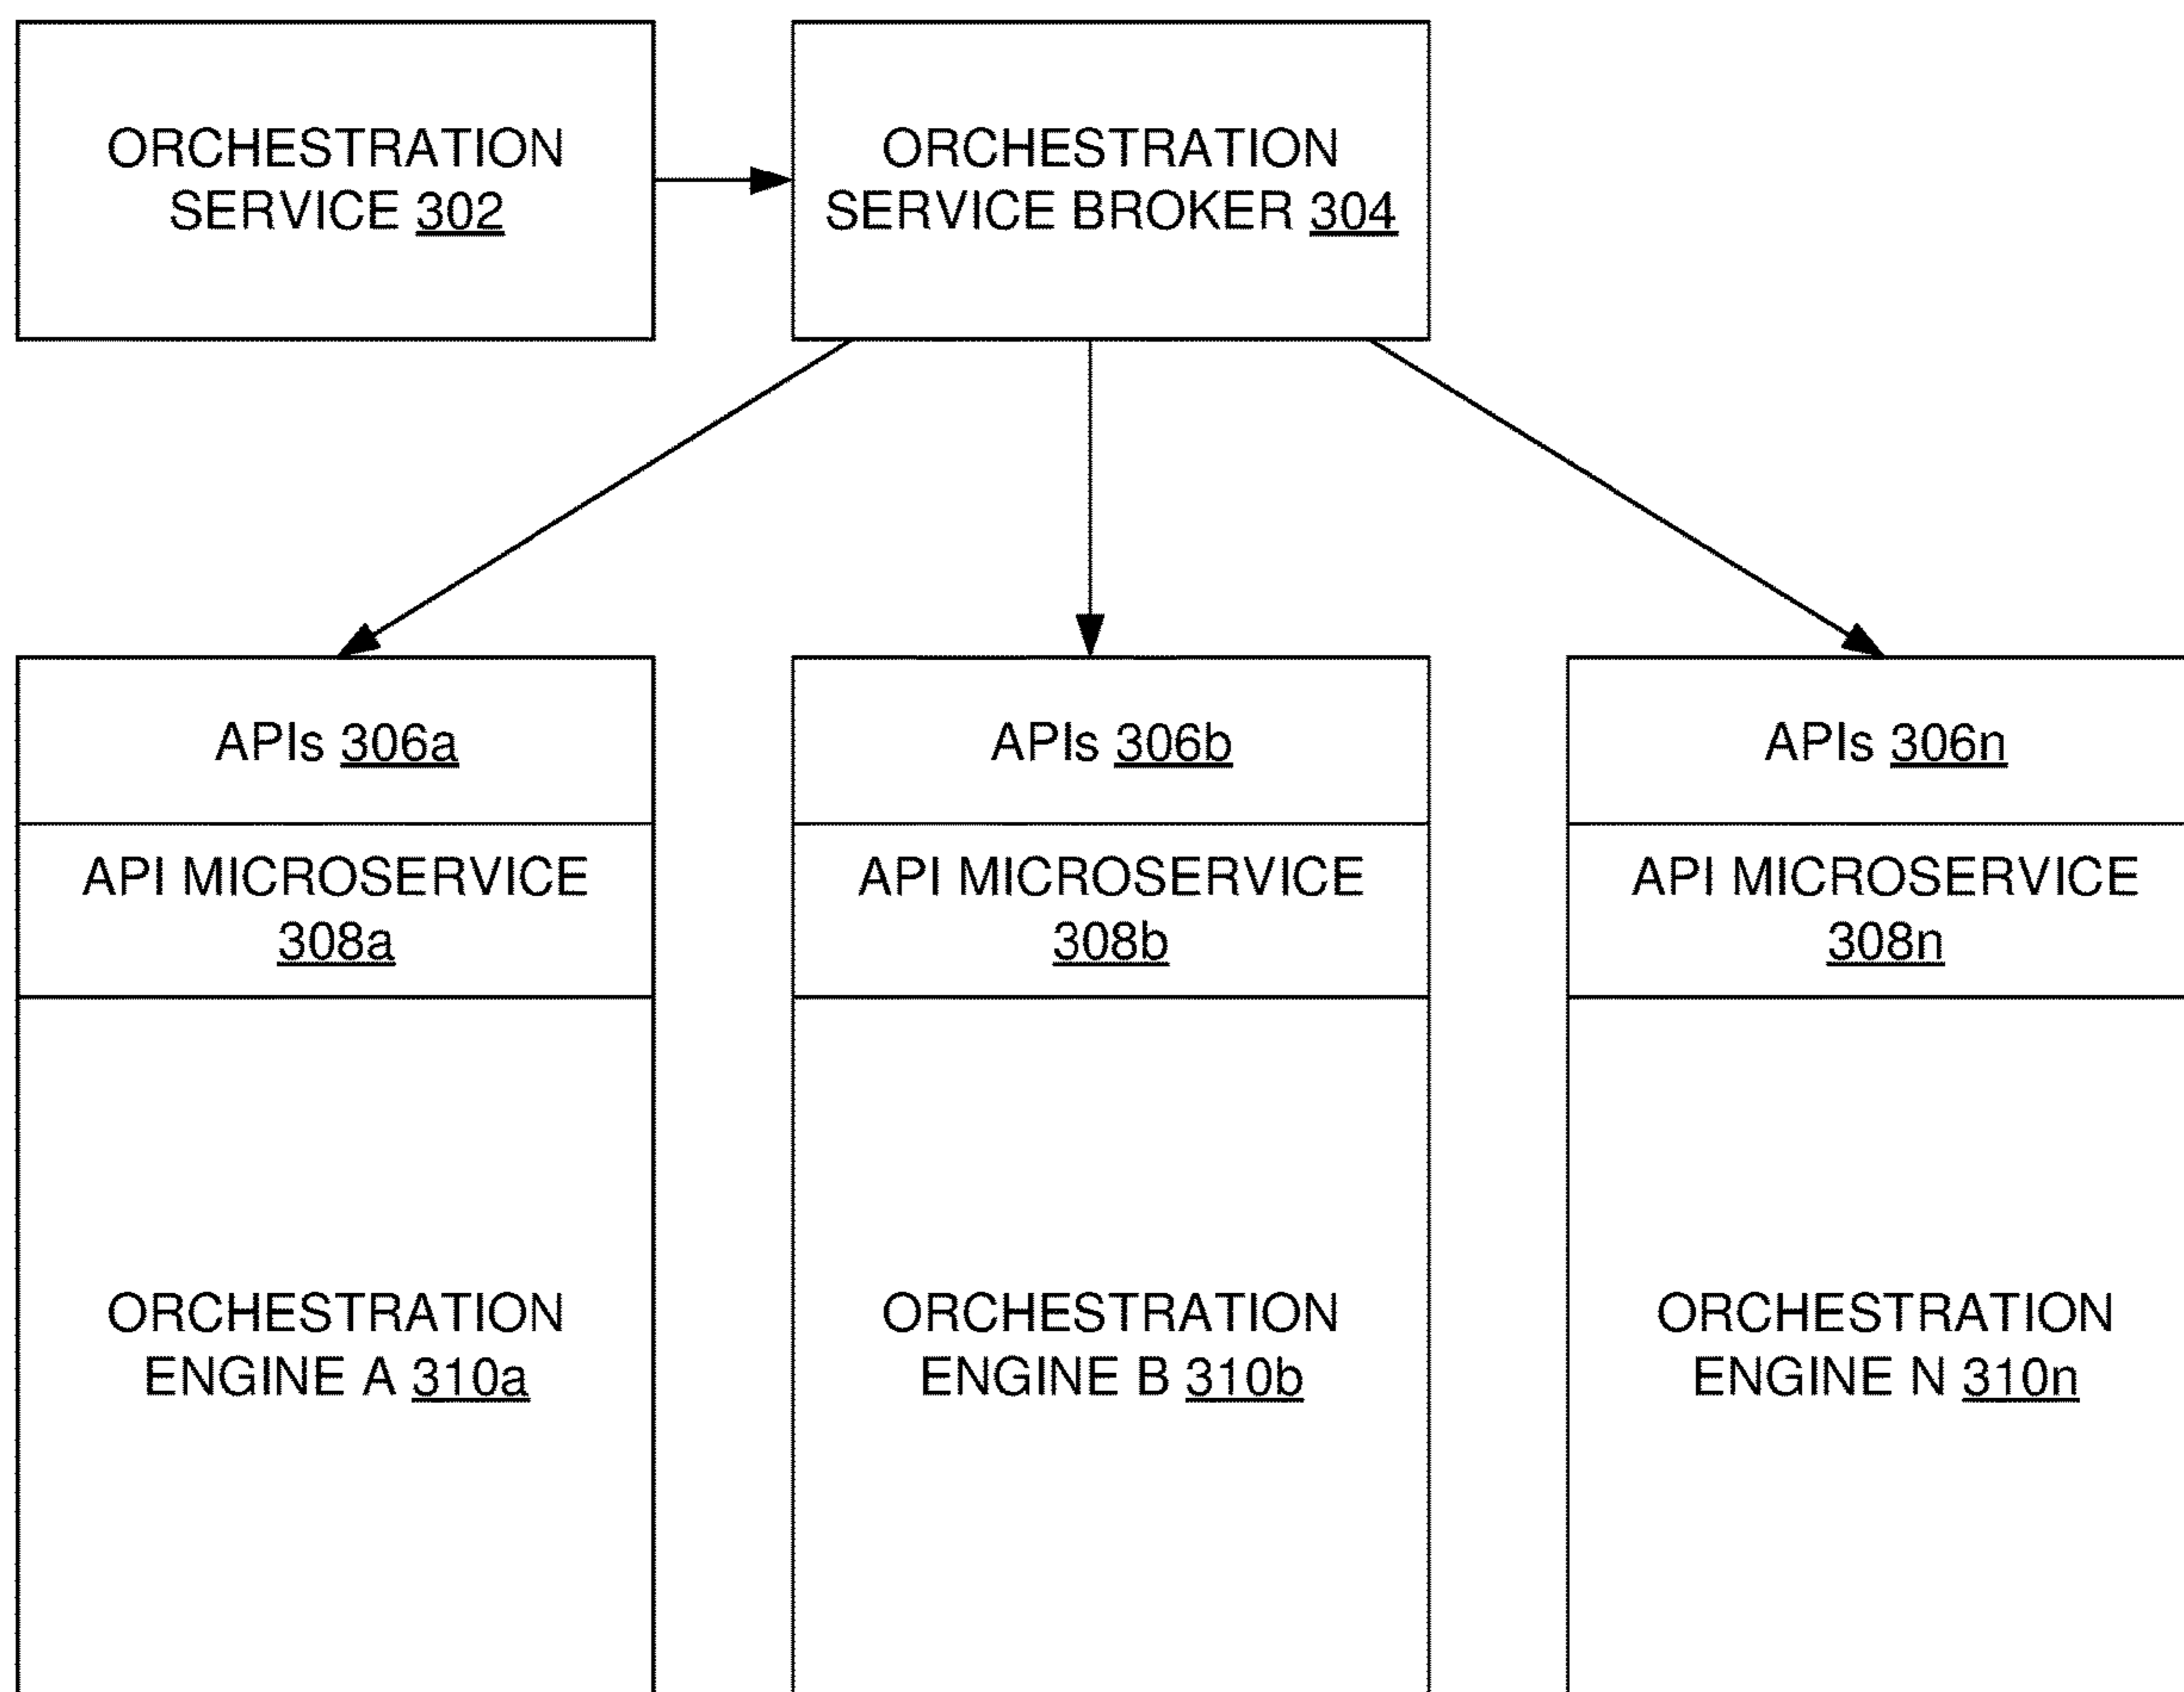 ORCHESTRATION
SERVICE 302
ORCHESTRATION
SERVICE BROKER 304
APIs 306a
API MICROSERVICE
308a
ORCHESTRATION
ENGINE A 310a
APIs 306b
API MICROSERVICE
308b
ORCHESTRATION
ENGINE B 310b
APIs 306n
API MICROSERVICE
308n
ORCHESTRATION
ENGINE N 310n